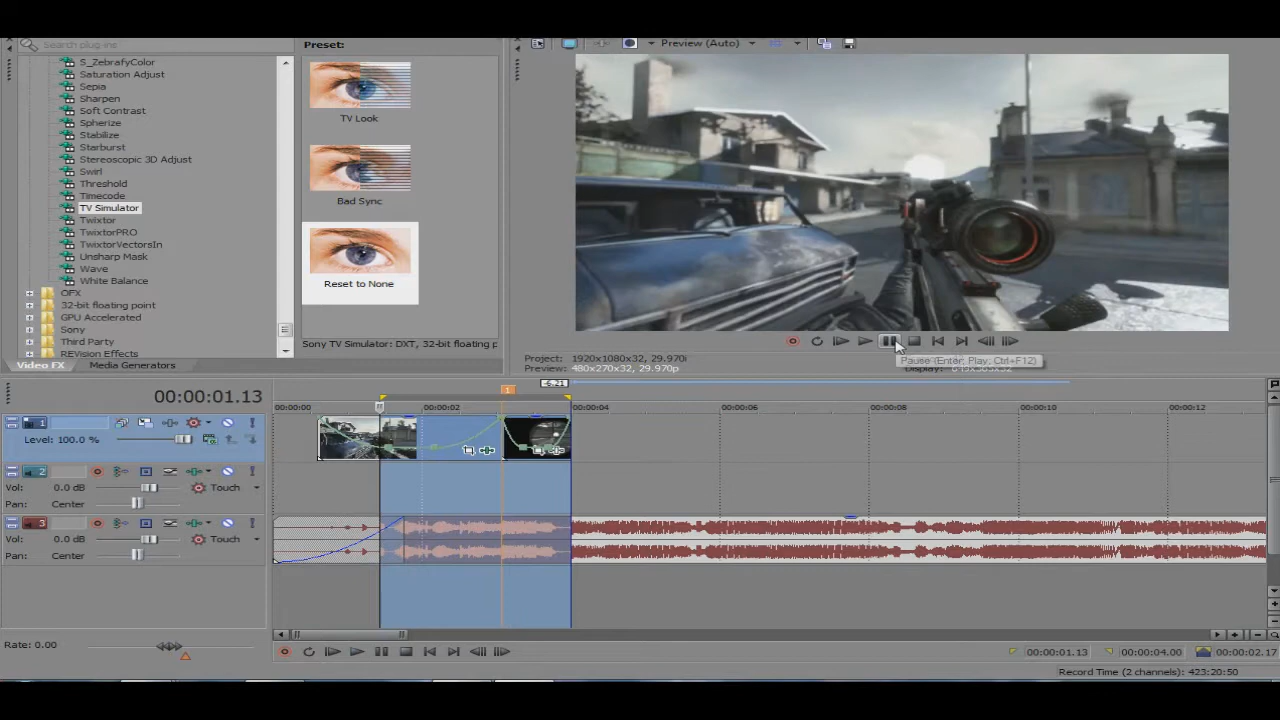 Search plug-ins
Preset:
Preview (Auto)
S_ZebrafyColor
Saturation Adjust
Sepia
Sharpen
Soft Contrast
Spherize
Stabilize
Starburst
Stereoscopic 3D Adjust
Swirl
Threshold
Timecode
TV Simulator
Twixtor
TwixtorPRO
TwixtorVectorsIn
Unsharp Mask
Wave
White Balance
OFX
32-bit floating point
GPU Accelerated
Sony
Third Party
REVision Effects
TV Look
Bad Sync
Reset to None
Sony TV Simulator: DXT, 32-bit floating p
Video FX
Media Generators
Pause (Enter, Play, Ctrl+F12)
Project: 1920x1080x32, 29.970i
Preview: 480x270x32, 29.970p
00:00:01.13
-6.21
1
00:00:00
00:00:02
00:00:04
00:00:06
00:00:08
00:00:10
00:00:12
1
Level: 100.0 %
2
Vol: 0.0 dB
Touch
Pan: Center
3
Vol: 0.0 dB
Touch
Pan: Center
Rate: 0.00
00:00:01.13
00:00:04.00
00:00:02.17
Record Time (2 channels): 423:20:50